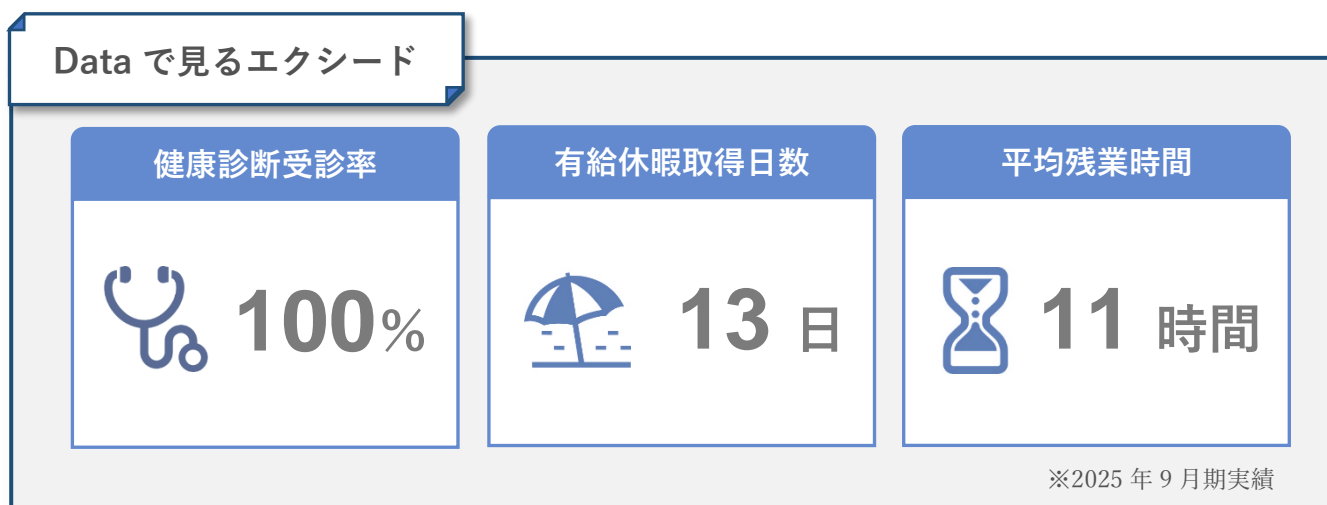 Data で見るエクシード
健康診断受診率
有給休暇取得日数
平均残業時間
100%
13 日
11 時間
※2025 年 9 月期実績